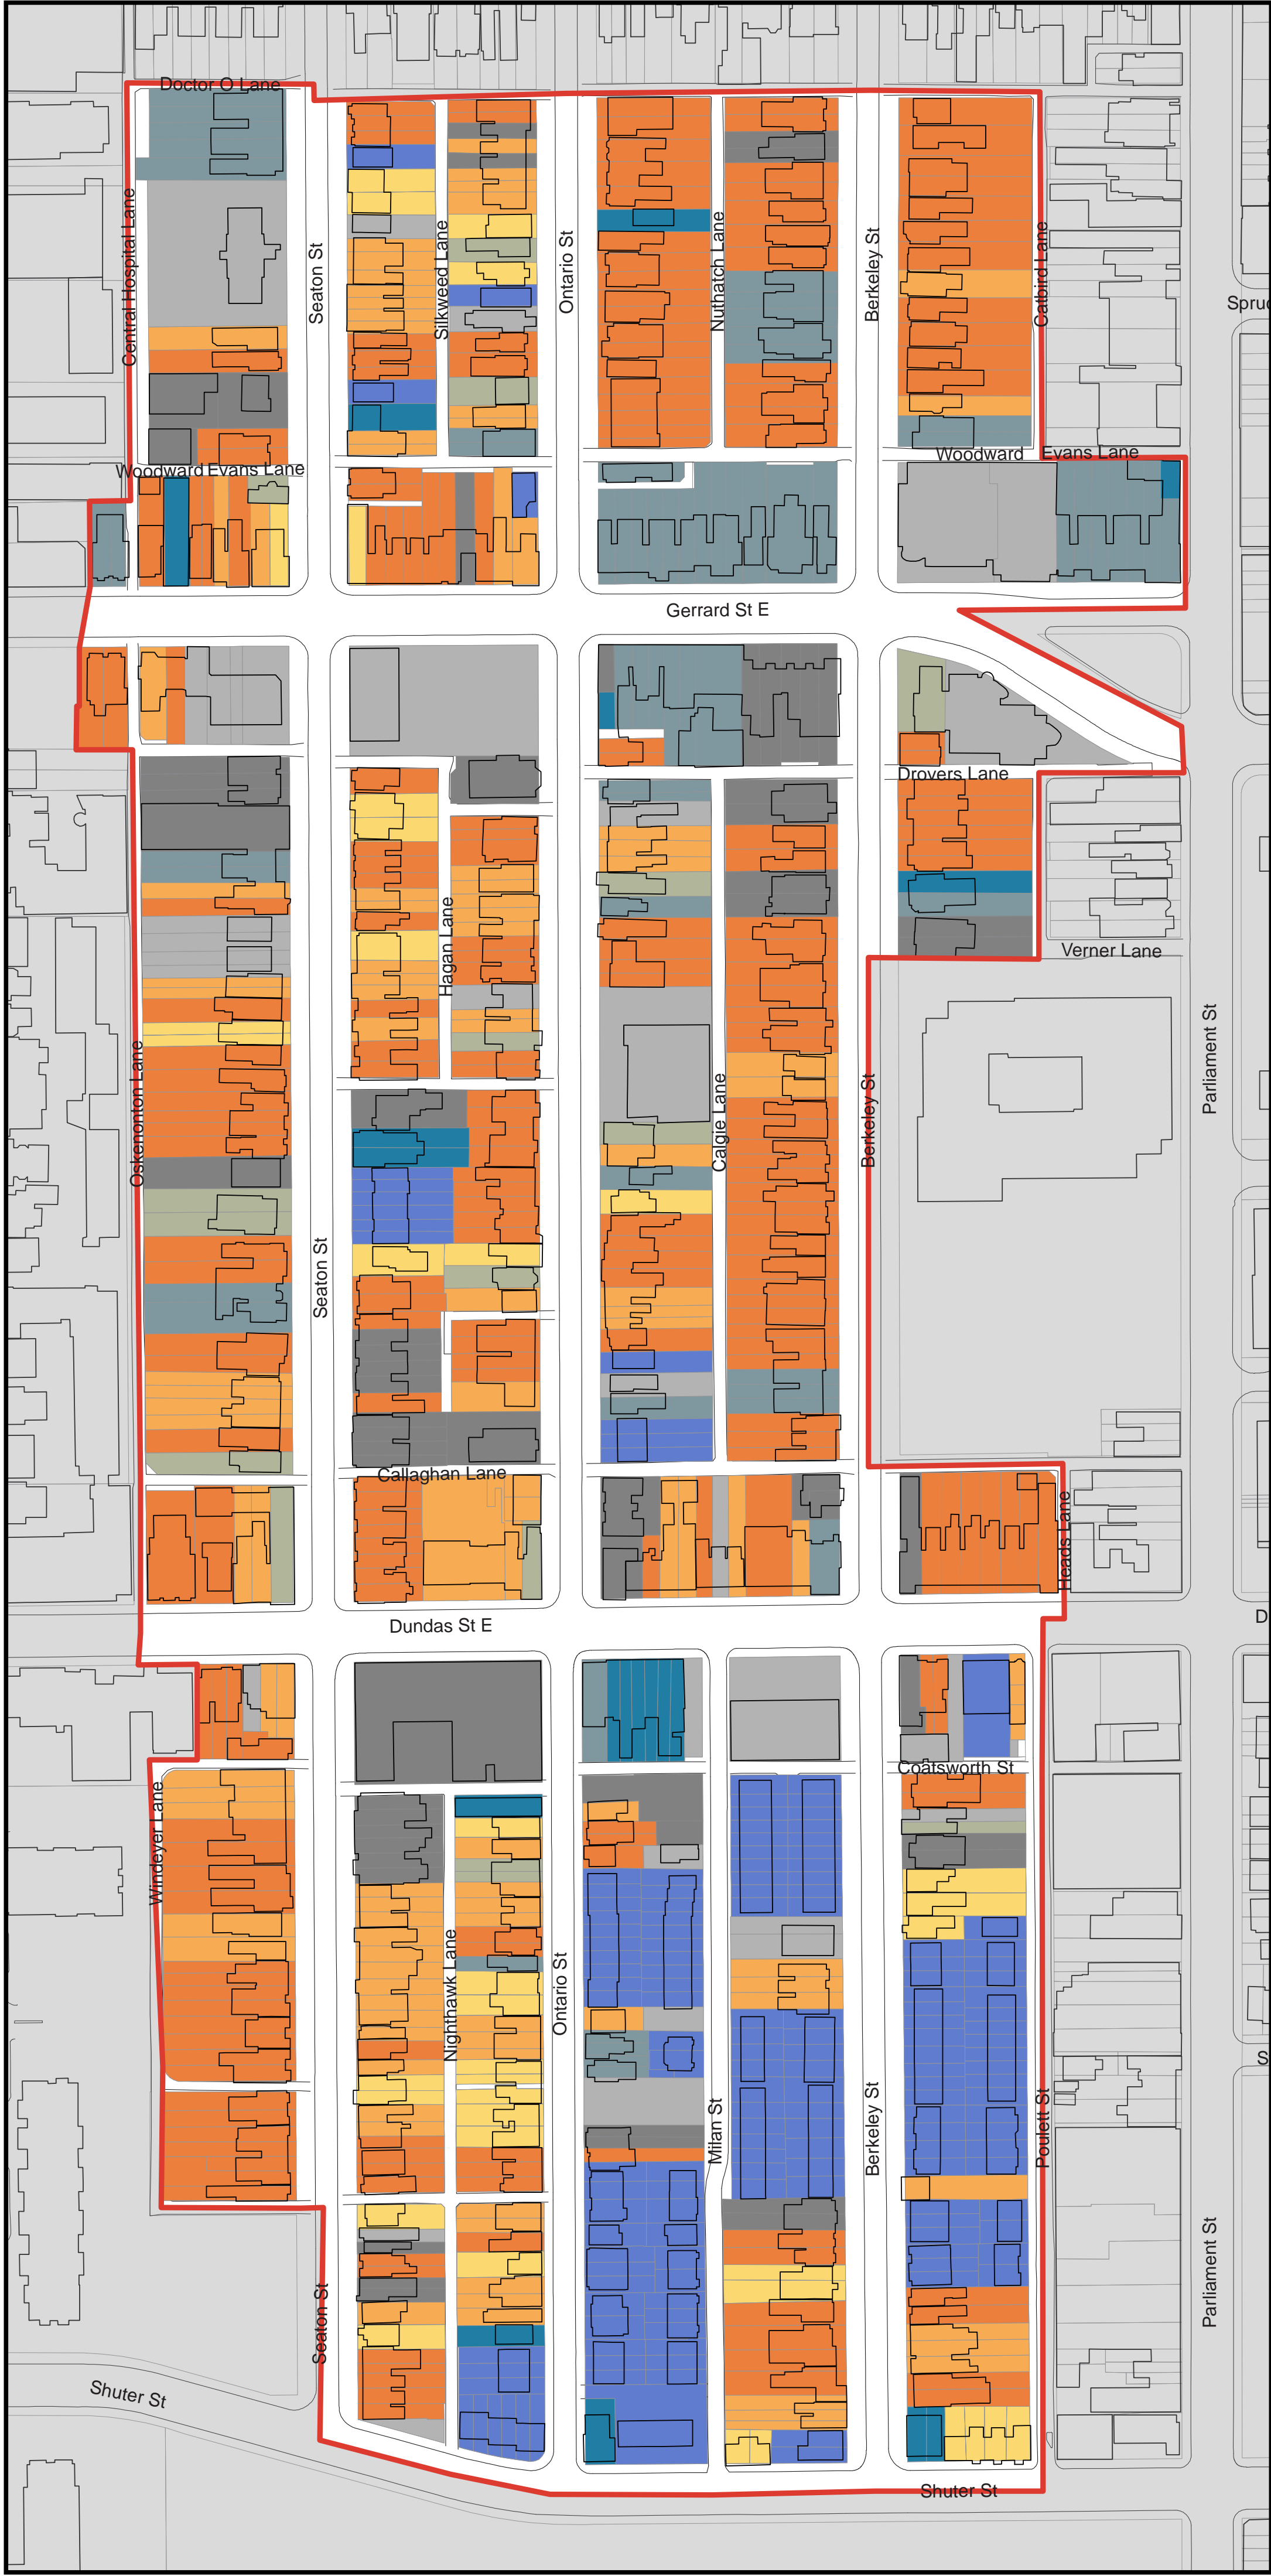 Doctor O Lane
Central Hospital Lane
Seaton St
Silkweed Lane
Ontario St
Nuthatch Lane
Berkeley St
Catbird Lane
Spruc
Woodward Evans Lane
Woodward Evans Lane
Gerrard St E
Drovers Lane
Hagan Lane
Verner Lane
Oskenonton Lane
Calgie Lane
Berkeley St
Parliament St
Seaton St
Callaghan Lane
Heads Lane
Dundas St E
D
Coatsworth St
Windeyer Lane
Nighthawk Lane
Ontario St
S
Milan St
Berkeley St
Poulett St
Parliament St
Seaton St
Shuter St
Shuter St